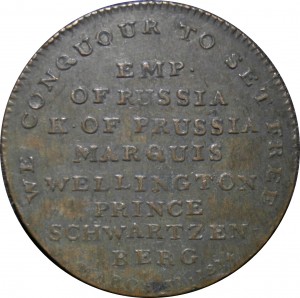 WE CONQUOUR TO SET FREE
EMP.
OF RUSSIA
K. OF PRUSSIA
MARQUIS
WELLINGTON
PRINCE
SCHWARTZEN-
BERG